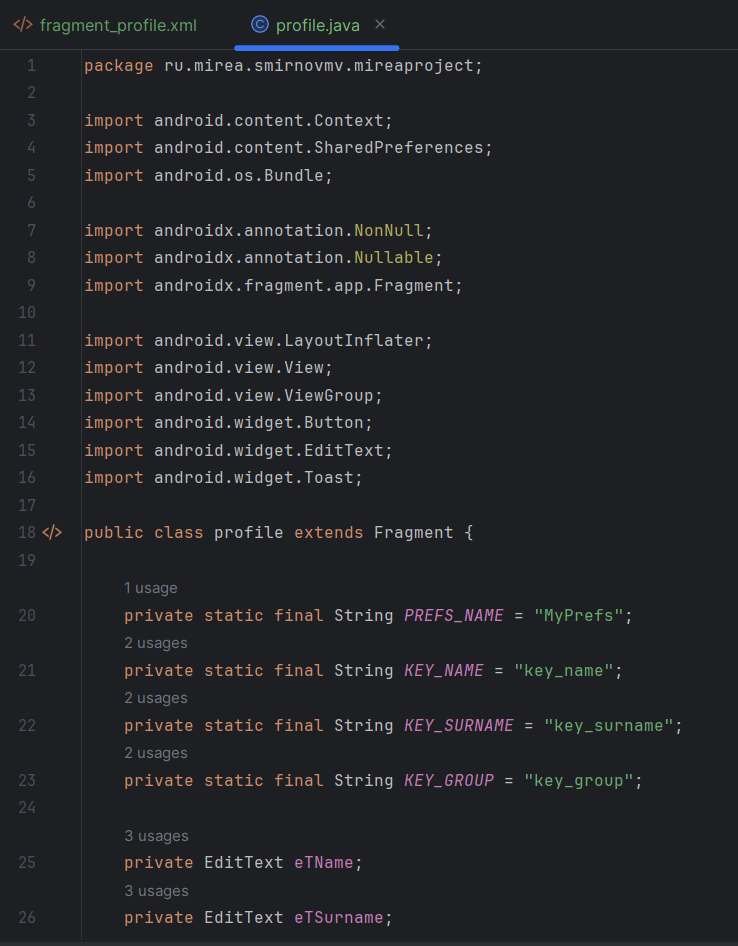 fragment_profile.xml profile.java
1 package ru.mirea.smirnovmv.mireaproject;
2
3 import android.content.Context;
4 import android.content.SharedPreferences;
5 import android.os.Bundle;
6
7 import androidx.annotation.NonNull;
8 import androidx.annotation.Nullable;
9 import androidx.fragment.app.Fragment;
10
11 import android.view.LayoutInflater;
12 import android.view.View;
13 import android.view.ViewGroup;
14 import android.widget.Button;
15 import android.widget.EditText;
16 import android.widget.Toast;
17
18 public class profile extends Fragment {
19
1 usage
20 private static final String PREFS_NAME = "MyPrefs";
2 usages
21 private static final String KEY_NAME = "key_name";
2 usages
22 private static final String KEY_SURNAME = "key_surname";
2 usages
23 private static final String KEY_GROUP = "key_group";
24
3 usages
25 private EditText eTName;
3 usages
26 private EditText eTSurname;